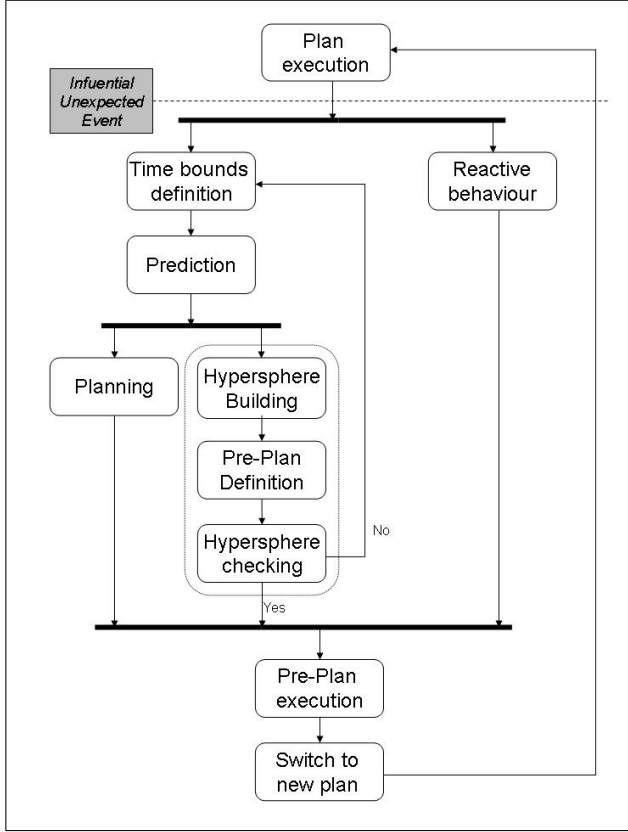 Plan
execution
Infuential
Unexpected
Event
Time bounds
definition
Reactive
behaviour
Prediction
Planning
Hypersphere
Building
Pre-Plan
Definition
Hypersphere
checking
No
Yes
Pre-Plan
execution
Switch to
new plan